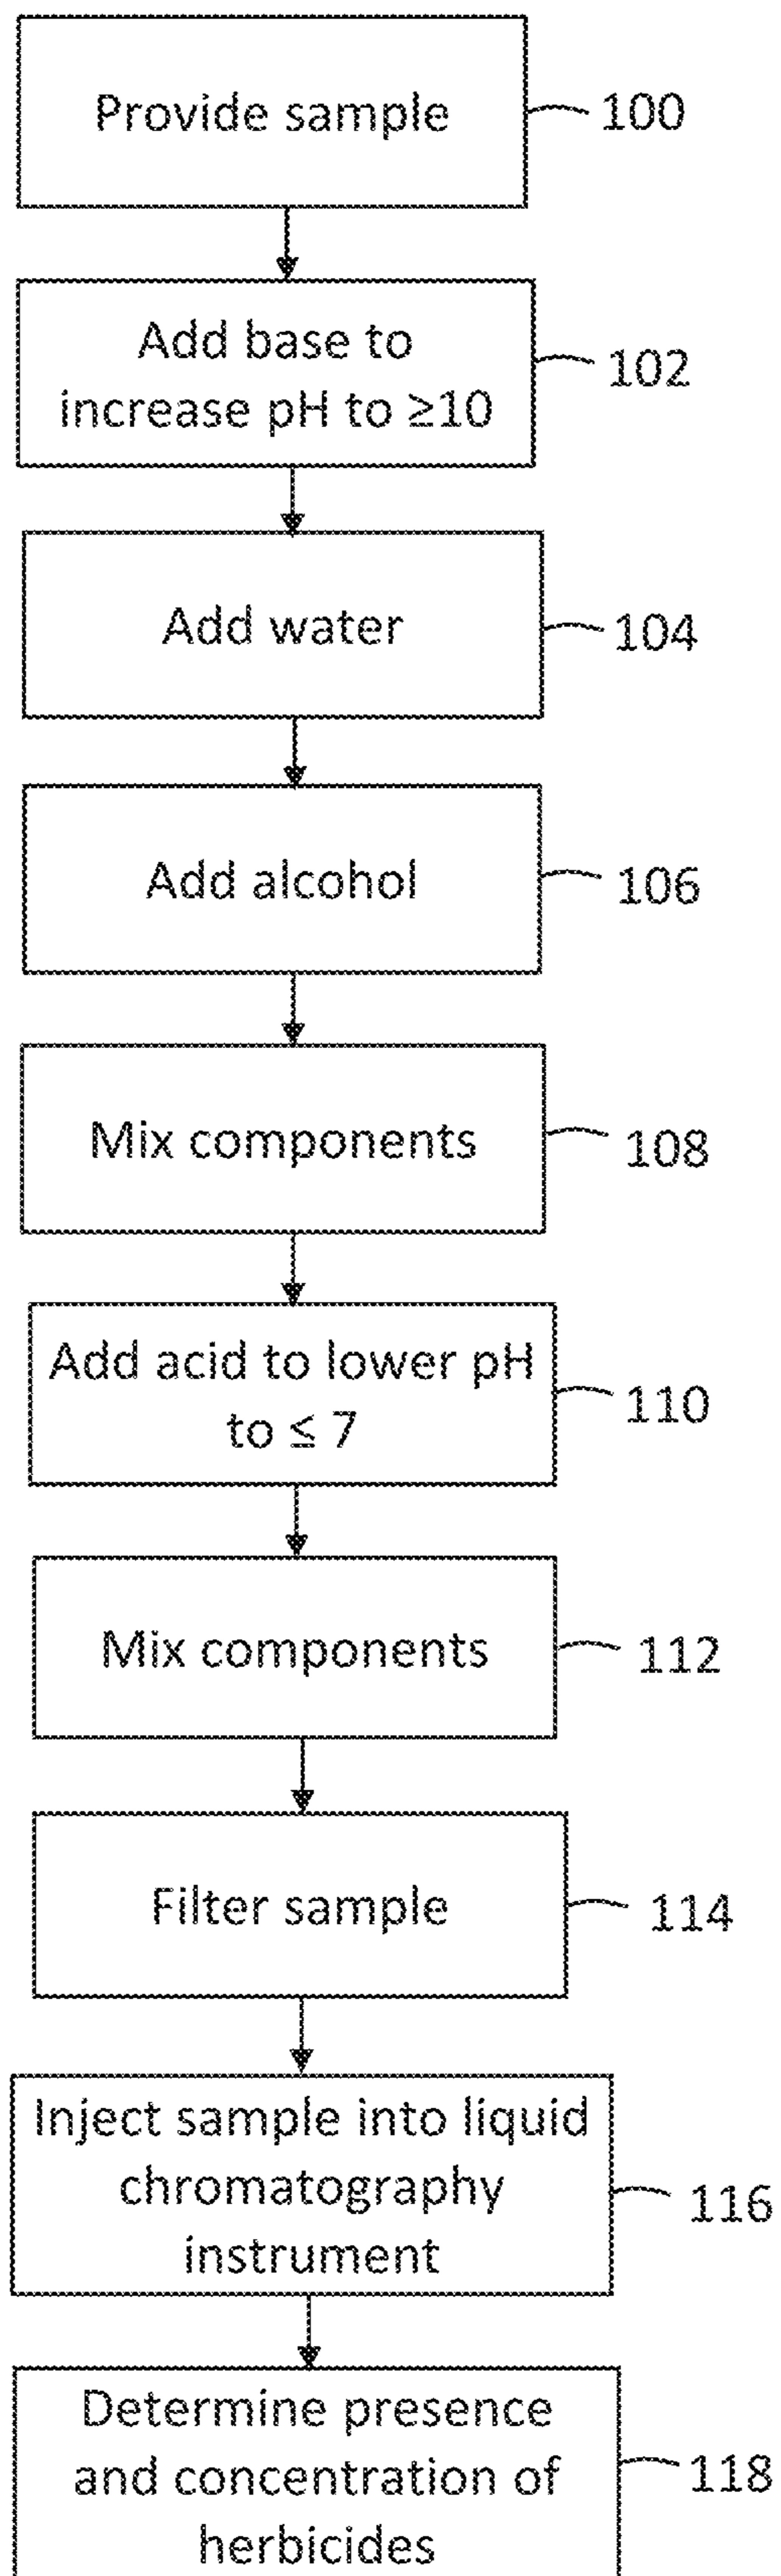 Provide sample
100
Add base to
increase pH to ≥10
102
Add water
104
Add alcohol
106
Mix components
108
Add acid to lower pH
to ≤ 7
110
Mix components
112
Filter sample
114
Inject sample into liquid
chromatography
instrument
116
Determine presence
and concentration of
herbicides
118